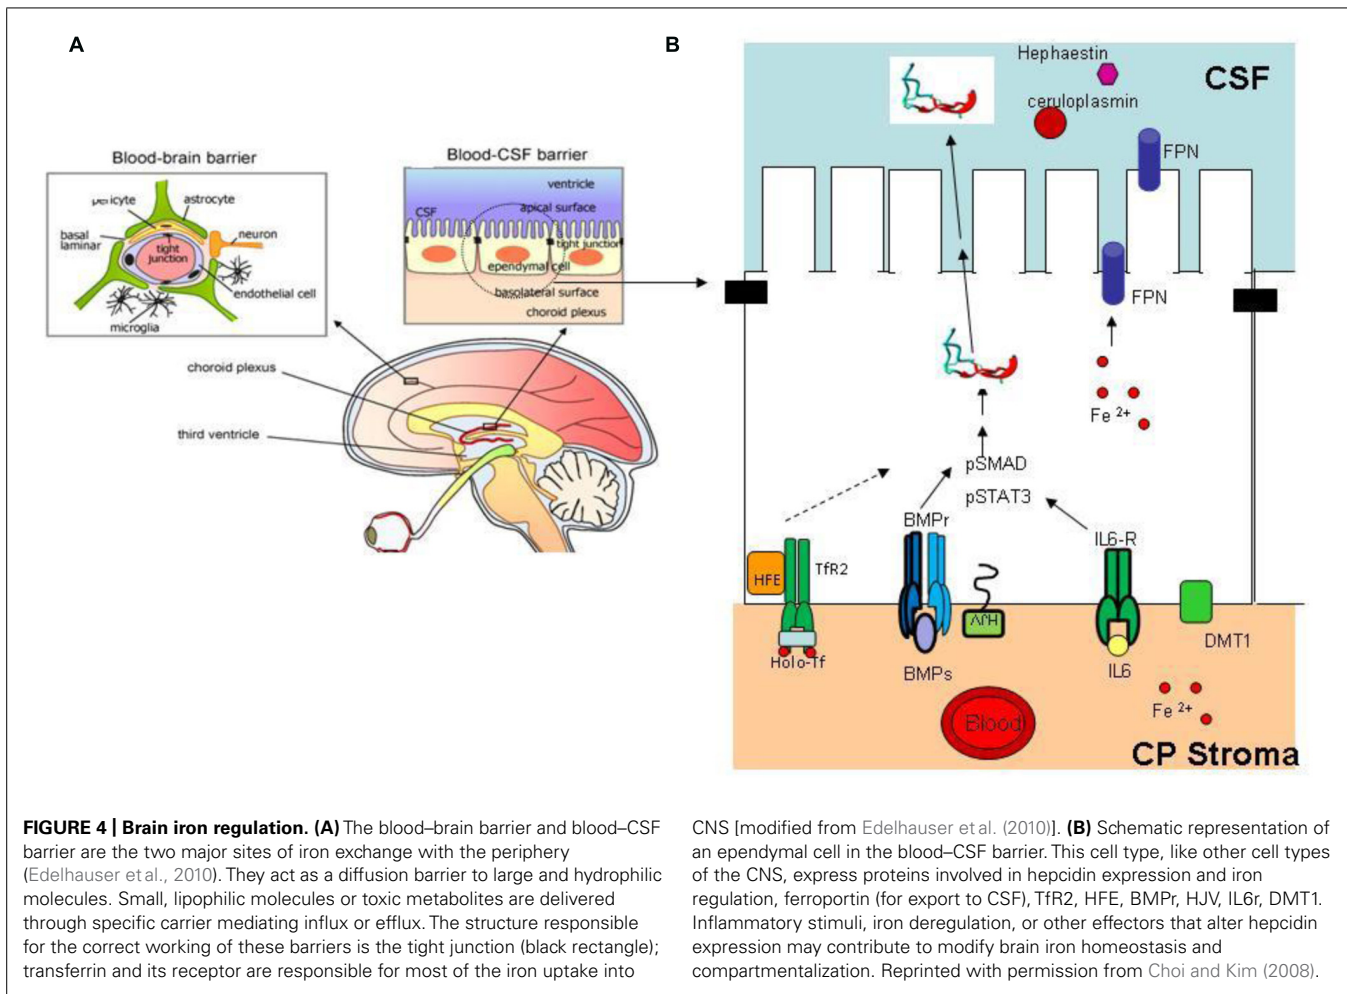 A
B
Blood-brain barrier
astrocyte
basal
laminar
neuron
tight
junction
endothelial cell
microglia
Blood-CSF barrier
ventricle
CSF
apical surface
tight junction
ependymal cell
basolateral surface
choroid plexus
choroid plexus
third ventricle
Hephaestin
CSF
ceruloplasmin
FPN
FPN
Fe 2+
pSMAD
pSTAT3
BMPr
IL6-R
HFE
TfR2
HJV
DMT1
Holo-Tf
BMPs
IL6
Fe 2+
Blood
CP Stroma
FIGURE 4 | Brain iron regulation. (A) The blood–brain barrier and blood–CSF
barrier are the two major sites of iron exchange with the periphery
(Edelhauser et al., 2010). They act as a diffusion barrier to large and hydrophilic
molecules. Small, lipophilic molecules or toxic metabolites are delivered
through specific carrier mediating influx or efflux. The structure responsible
for the correct working of these barriers is the tight junction (black rectangle);
transferrin and its receptor are responsible for most of the iron uptake into
CNS [modified from Edelhauser et al. (2010)]. (B) Schematic representation of
an ependymal cell in the blood–CSF barrier. This cell type, like other cell types
of the CNS, express proteins involved in hepcidin expression and iron
regulation, ferroportin (for export to CSF), TfR2, HFE, BMPr, HJV, IL6r, DMT1.
Inflammatory stimuli, iron deregulation, or other effectors that alter hepcidin
expression may contribute to modify brain iron homeostasis and
compartmentalization. Reprinted with permission from Choi and Kim (2008).